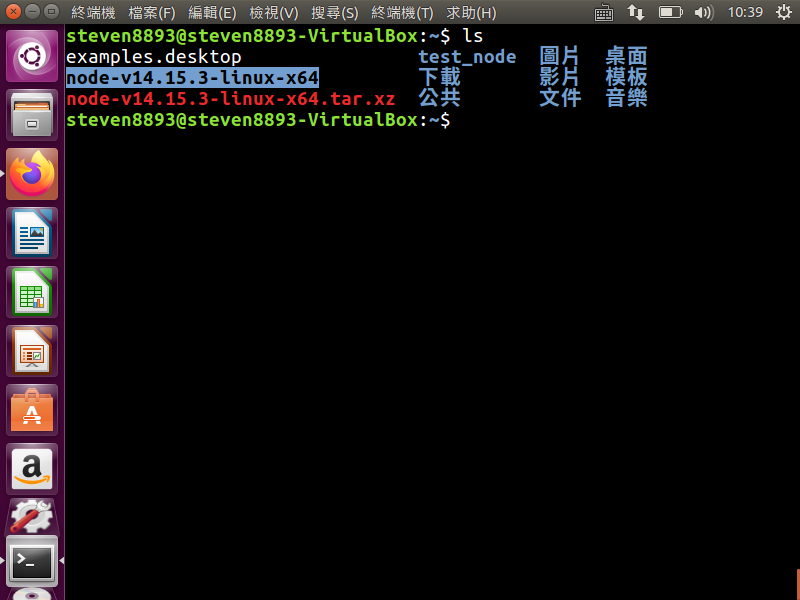 終端機 檔案(F) 編輯(E) 檢視(V) 搜尋(S) 終端機(T) 求助(H) 10:39
steven8893@steven8893-VirtualBox:~$ ls
examples.desktop test_node 圖片 桌面
node-v14.15.3-linux-x64 下載 影片 模板
node-v14.15.3-linux-x64.tar.xz 公共 文件 音樂
steven8893@steven8893-VirtualBox:~$